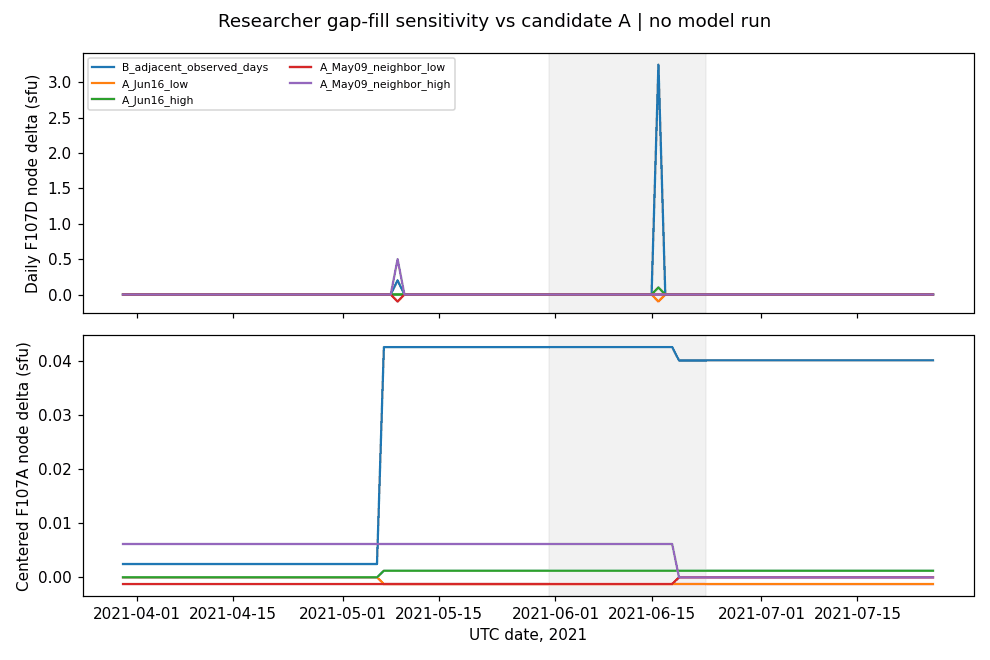 Researcher gap-fill sensitivity vs candidate A | no model run
B_adjacent_observed_days
A_Jun16_low
A_Jun16_high
A_May09_neighbor_low
A_May09_neighbor_high
Daily F107D node delta (sfu)
3.0
2.5
2.0
1.5
1.0
0.5
0.0
Centered F107A node delta (sfu)
0.04
0.03
0.02
0.01
0.00
2021-04-01 2021-04-15 2021-05-01 2021-05-15 2021-06-01 2021-06-15 2021-07-01 2021-07-15
UTC date, 2021